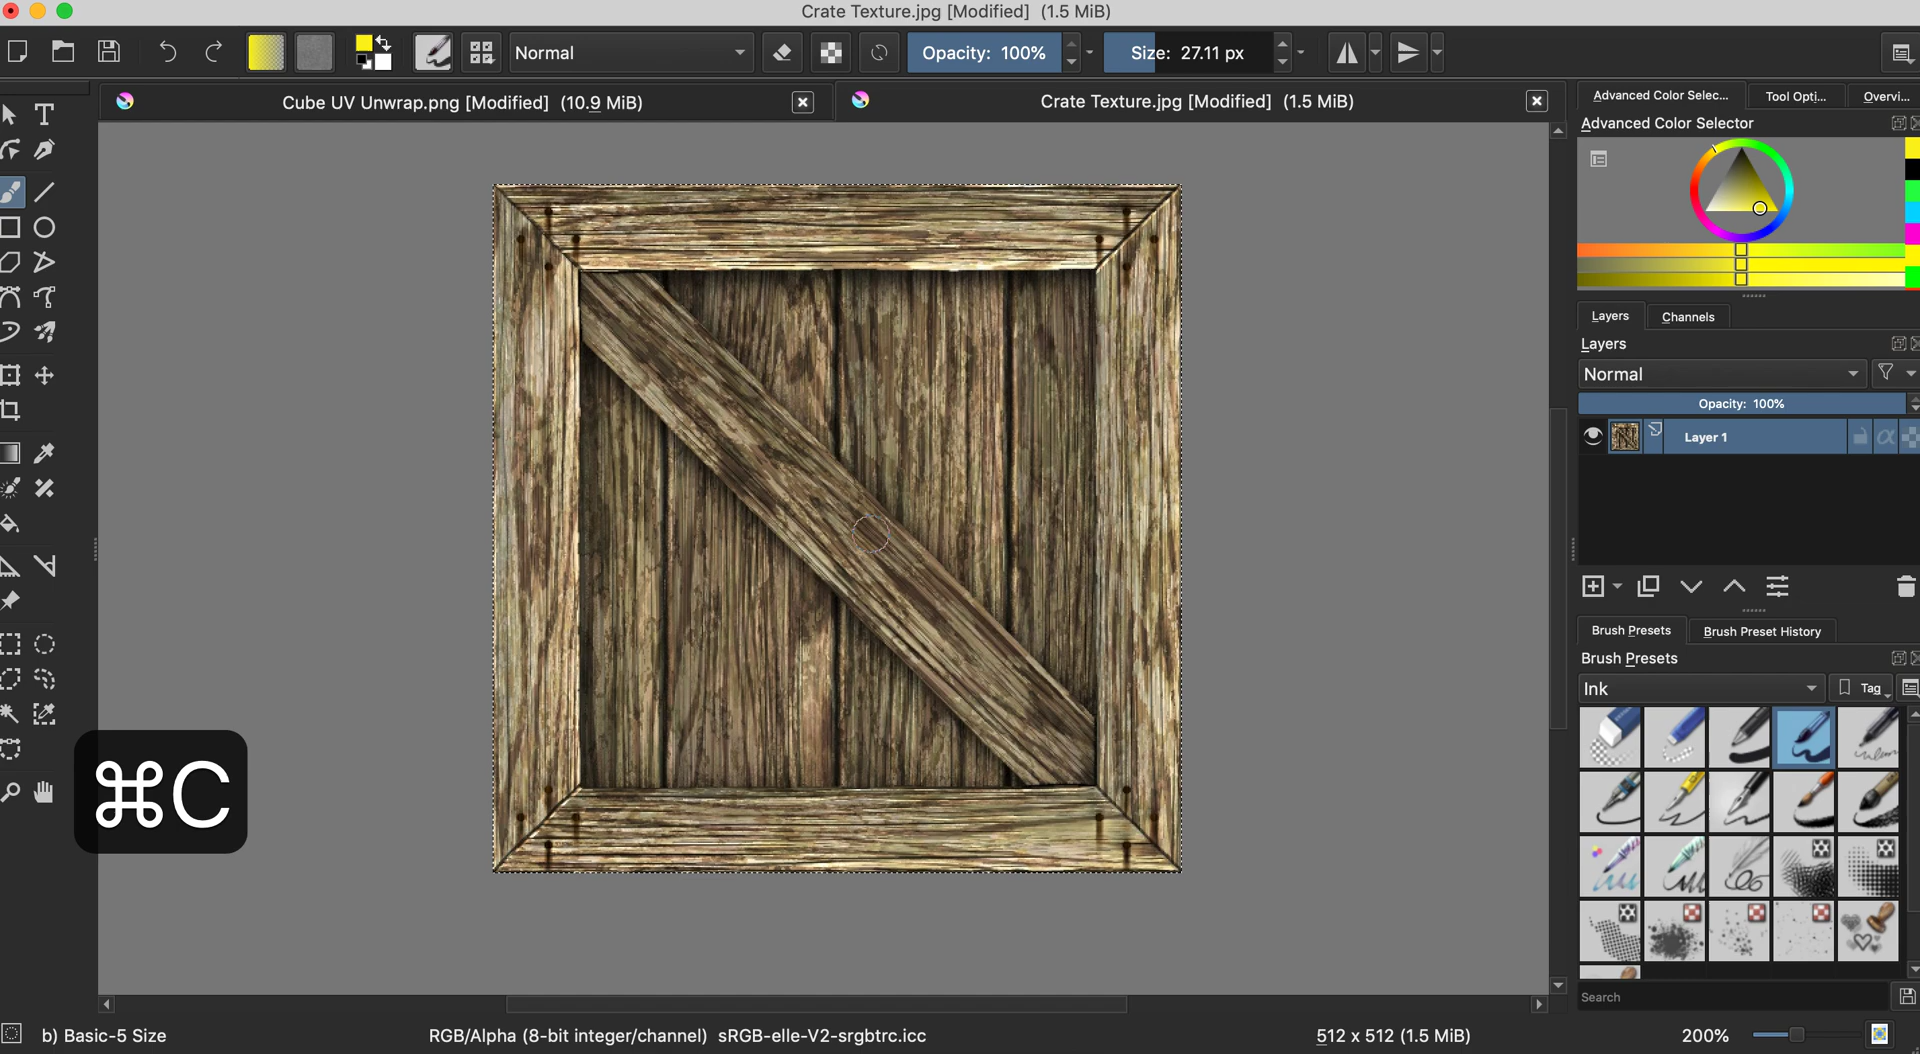 Crate Texture.jpg [Modified] (1.5 MiB)
Normal
Opacity: 100%
Size: 27.11 px
Cube UV Unwrap.png [Modified] (10.9 MiB)
Crate Texture.jpg [Modified] (1.5 MiB)
Advanced Color Selec...
Tool Opti...
Overvi...
Advanced Color Selector
Layers
Channels
Layers
Normal
Opacity: 100%
Layer 1
Brush Presets
Brush Preset History
Brush Presets
Ink
Tag
⌘C
Search
b) Basic-5 Size
RGB/Alpha (8-bit integer/channel) sRGB-elle-V2-srgbtrc.icc
512 x 512 (1.5 MiB)
200%